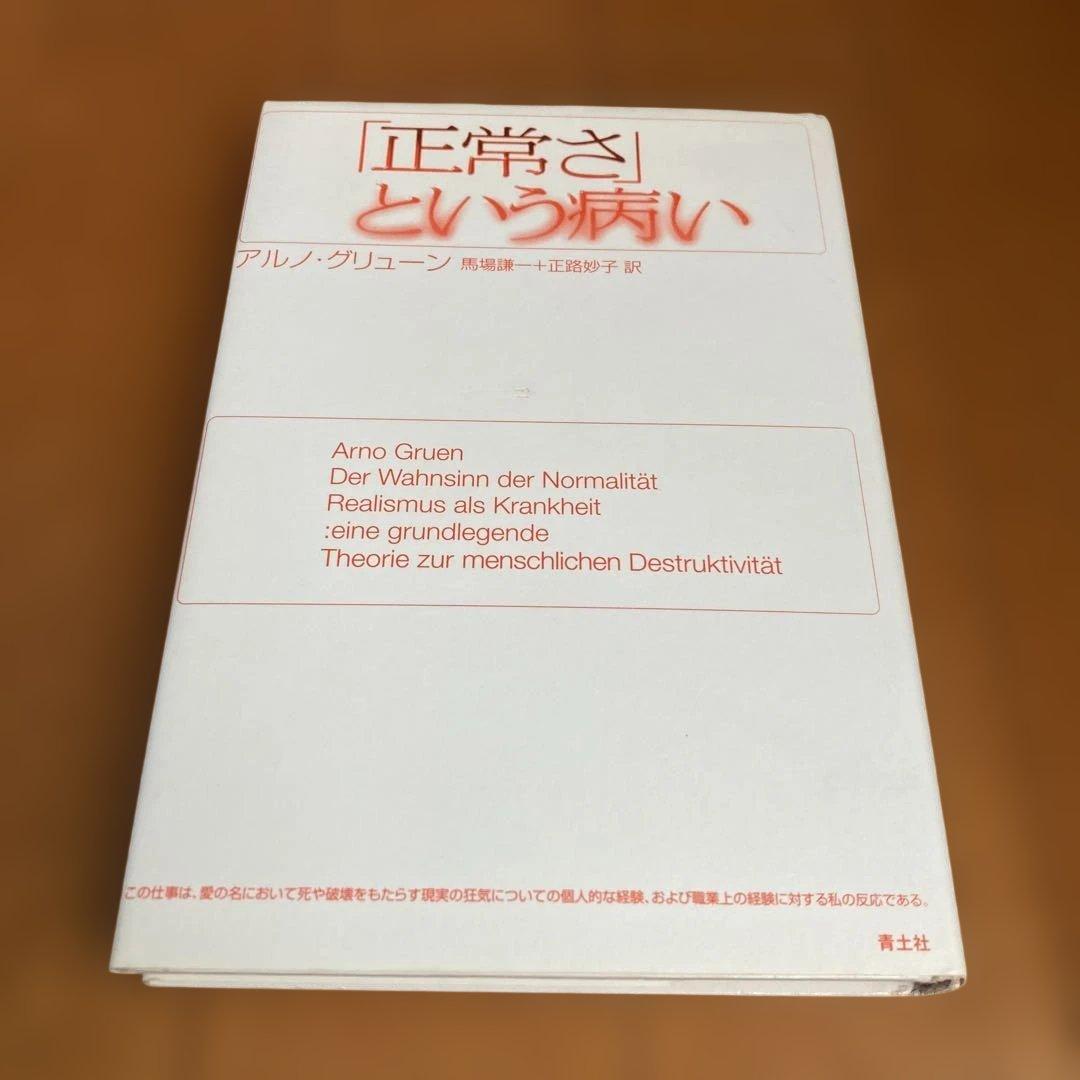 「正常さ」
という病い
アルノ・グリューン 馬場謙一+正路妙子 訳
Arno Gruen
Der Wahnsinn der Normalität
Realismus als Krankheit
:eine grundlegende
Theorie zur menschlichen Destruktivität
この仕事は、愛の名において死や破壊をもたらす現実の狂気についての個人的な経験、および職業上の経験に対する私の反応である。
青土社